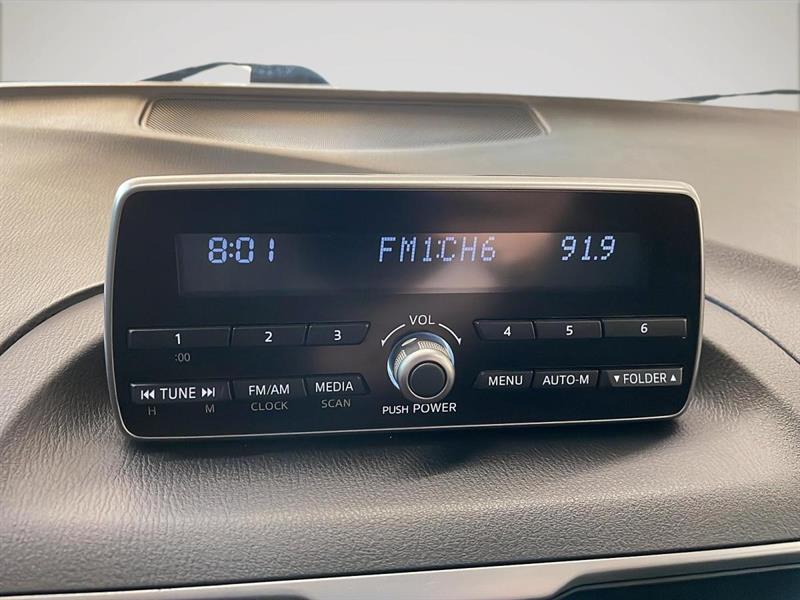 8:01 FM1:CH6 91.9
VOL
1 2 3 4 5 6
:00
⏮ TUNE ⏭ FM/AM MEDIA MENU AUTO-M ▼FOLDER▲
H M CLOCK SCAN PUSH POWER